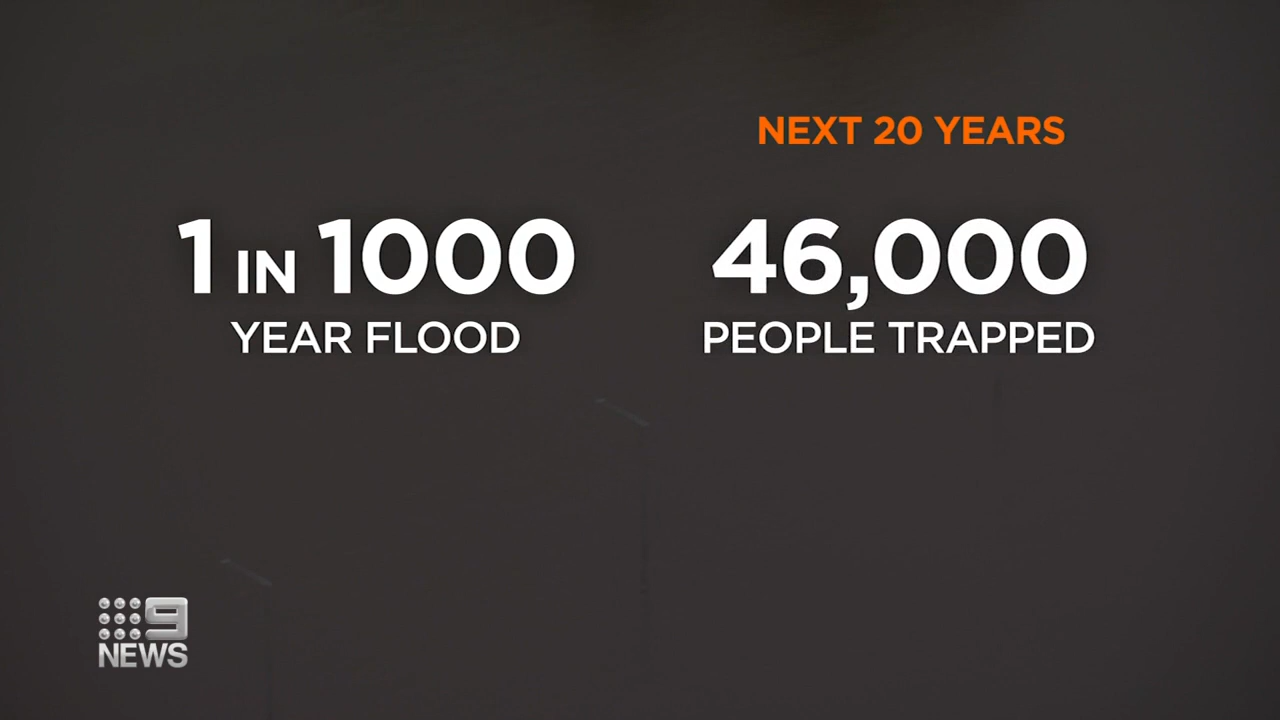 NEXT 20 YEARS
1 IN 1000
YEAR FLOOD
46,000
PEOPLE TRAPPED
9
NEWS